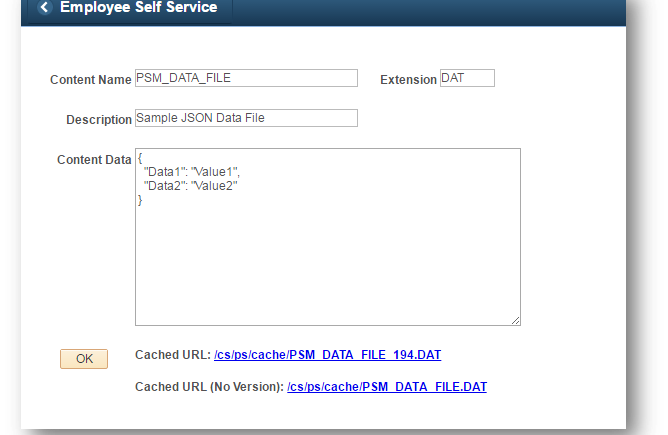 Employee Self Service
Content Name PSM_DATA_FILE Extension DAT
Description Sample JSON Data File
Content Data {
"Data1": "Value1",
"Data2": "Value2"
}
OK Cached URL: /cs/ps/cache/PSM_DATA_FILE_194.DAT
Cached URL (No Version): /cs/ps/cache/PSM_DATA_FILE.DAT